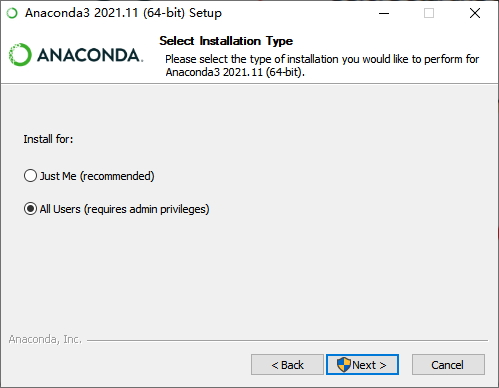 Anaconda3 2021.11 (64-bit) Setup
ANACONDA.
Select Installation Type
Please select the type of installation you would like to perform for
Anaconda3 2021.11 (64-bit).
Install for:
Just Me (recommended)
All Users (requires admin privileges)
Anaconda, Inc.
< Back
Next >
Cancel